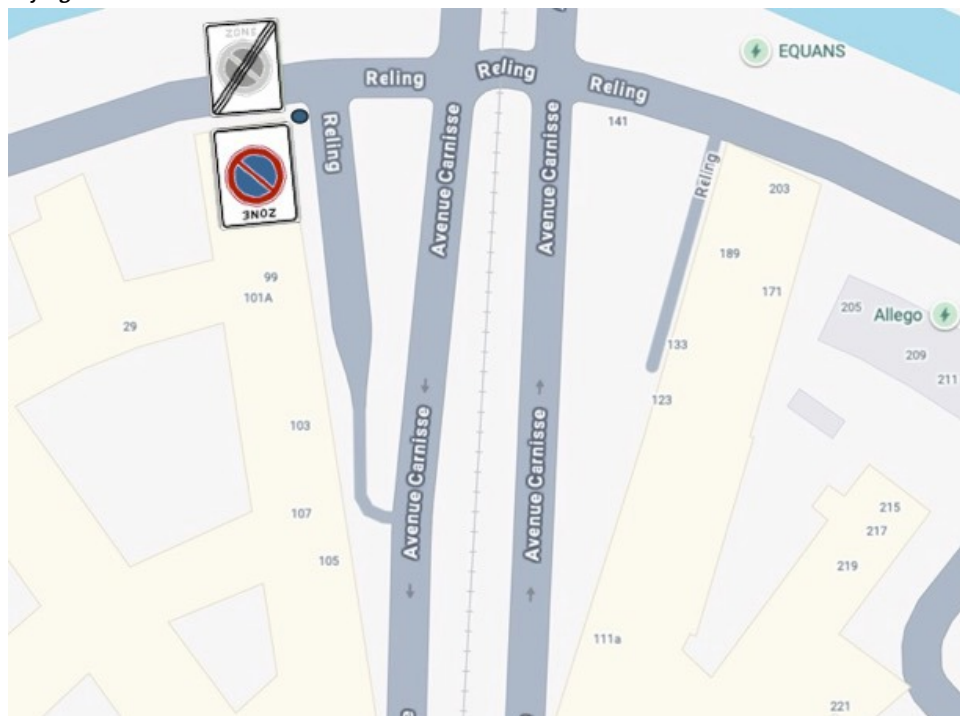 ZONE
EQUANS
Reling
Reling
Reling
141
Reling
Avenue Carnisse
Avenue Carnisse
Reling
203
ZONE
189
99
101A
171
29
205
Allego
133
209
211
123
103
Avenue Carnisse
Avenue Carnisse
107
215
217
105
219
111a
221